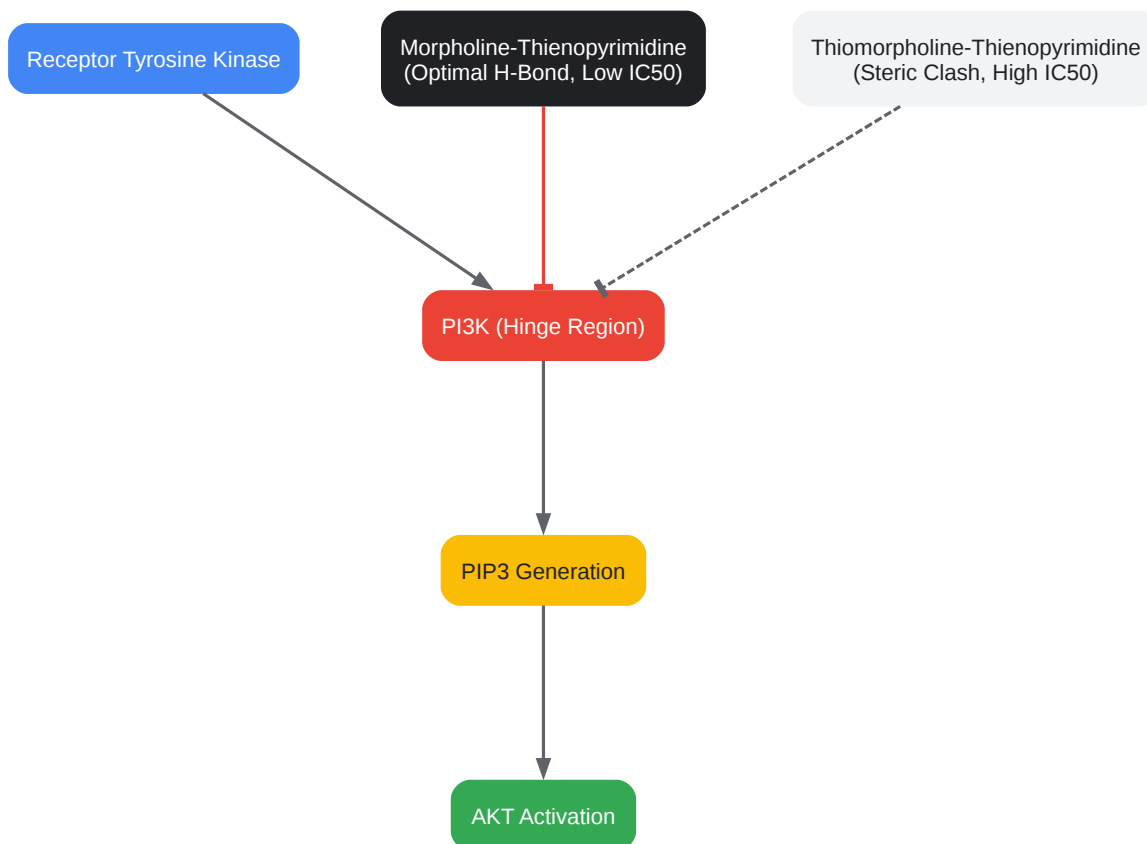 Receptor Tyrosine Kinase
Morpholine-Thienopyrimidine
(Optimal H-Bond, Low IC50)
Thiomorpholine-Thienopyrimidine
(Steric Clash, High IC50)
PI3K (Hinge Region)
PIP3 Generation
AKT Activation